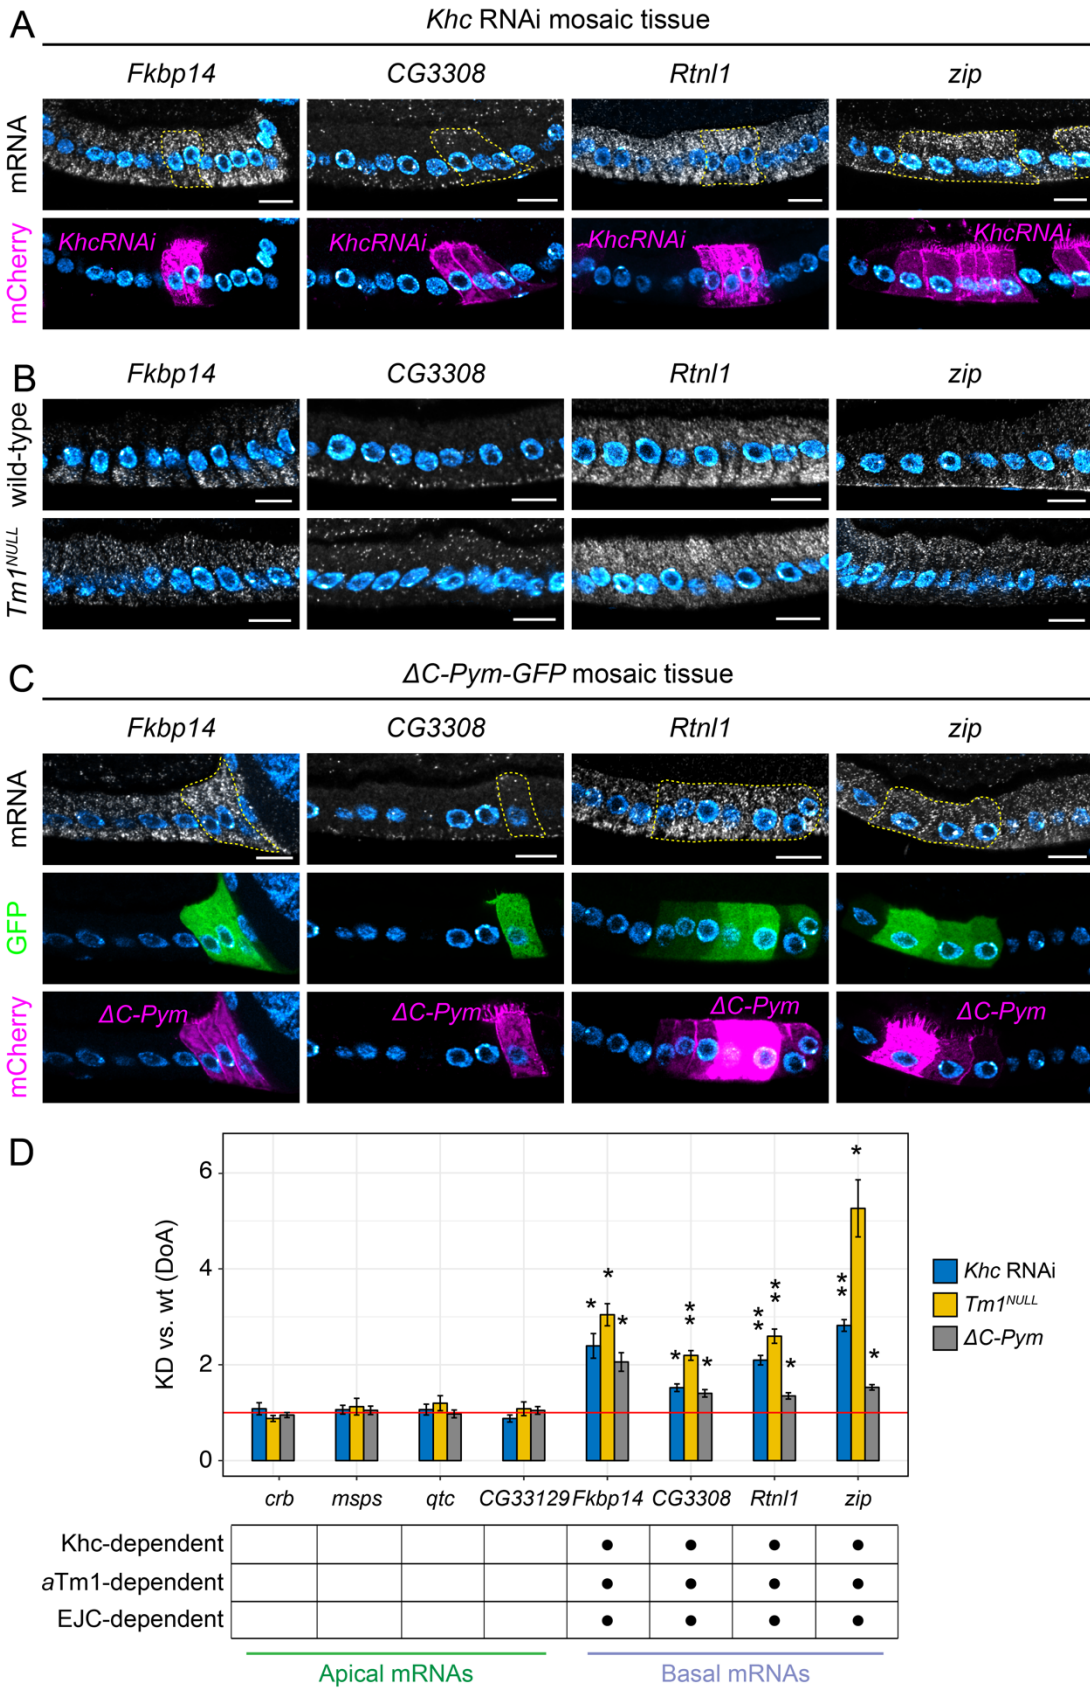 A
Khc RNAi mosaic tissue
Fkbp14 CG3308 Rtnl1 zip
mRNA
mCherry
KhcRNAi KhcRNAi KhcRNAi KhcRNAi
B
Fkbp14 CG3308 Rtnl1 zip
wild-type
Tm1NULL
C
ΔC-Pym-GFP mosaic tissue
Fkbp14 CG3308 Rtnl1 zip
mRNA
GFP
mCherry
ΔC-Pym ΔC-Pym ΔC-Pym ΔC-Pym
D
KD vs. wt (DoA)
6
4
2
0
* * * * ** * ** ** * ** * *
Khc RNAi
Tm1NULL
ΔC-Pym
crb msps qtc CG33129 Fkbp14 CG3308 Rtnl1 zip
Khc-dependent ● ● ● ●
aTm1-dependent ● ● ● ●
EJC-dependent ● ● ● ●
Apical mRNAs Basal mRNAs